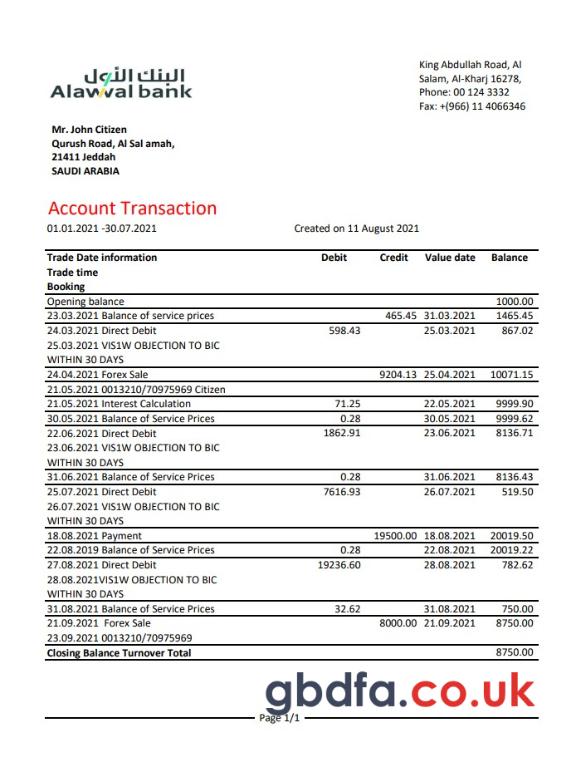 البنك الأول
Alawwal bank
King Abdullah Road, Al
Salam, Al-Kharj 16278,
Phone: 00 124 3332
Fax: +(966) 11 4066346
Mr. John Citizen
Qurush Road, Al Sal amah,
21411 Jeddah
SAUDI ARABIA
Account Transaction
01.01.2021 -30.07.2021 Created on 11 August 2021
Trade Date information Debit Credit Value date Balance
Trade time
Booking
Opening balance 1000.00
23.03.2021 Balance of service prices 465.45 31.03.2021 1465.45
24.03.2021 Direct Debit 598.43 25.03.2021 867.02
25.03.2021 VIS1W OBJECTION TO BIC
WITHIN 30 DAYS
24.04.2021 Forex Sale 9204.13 25.04.2021 10071.15
21.05.2021 0013210/70975969 Citizen
21.05.2021 Interest Calculation 71.25 22.05.2021 9999.90
30.05.2021 Balance of Service Prices 0.28 30.05.2021 9999.62
22.06.2021 Direct Debit 1862.91 23.06.2021 8136.71
23.06.2021 VIS1W OBJECTION TO BIC
WITHIN 30 DAYS
31.06.2021 Balance of Service Prices 0.28 31.06.2021 8136.43
25.07.2021 Direct Debit 7616.93 26.07.2021 519.50
26.07.2021 VIS1W OBJECTION TO BIC
WITHIN 30 DAYS
18.08.2021 Payment 19500.00 18.08.2021 20019.50
22.08.2019 Balance of Service Prices 0.28 22.08.2021 20019.22
27.08.2021 Direct Debit 19236.60 28.08.2021 782.62
28.08.2021VIS1W OBJECTION TO BIC
WITHIN 30 DAYS
31.08.2021 Balance of Service Prices 32.62 31.08.2021 750.00
21.09.2021 Forex Sale 8000.00 21.09.2021 8750.00
23.09.2021 0013210/70975969
Closing Balance Turnover Total 8750.00
gbdfa.co.uk
Page 1/1